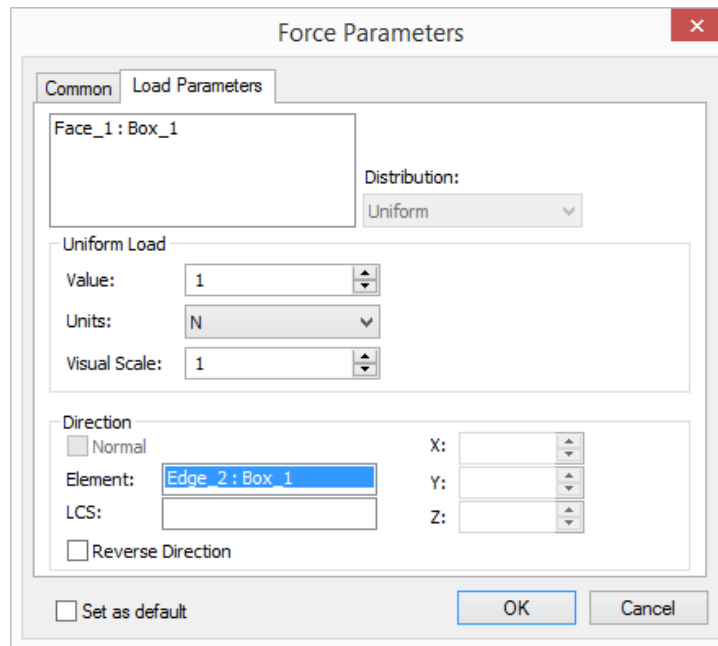 Force Parameters
Common
Load Parameters
Face_1 : Box_1
Distribution:
Uniform
Uniform Load
Value:
1
Units:
N
Visual Scale:
1
Direction
Normal
X:
Element:
Edge_2 : Box_1
Y:
LCS:
Z:
Reverse Direction
Set as default
OK
Cancel